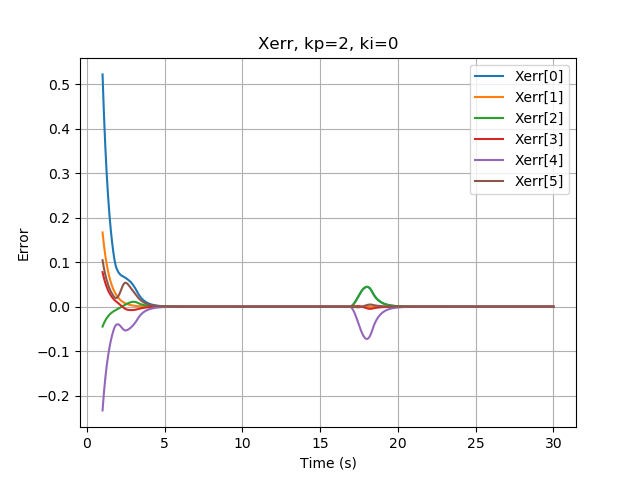 Xerr, kp=2, ki=0
Xerr[0]
Xerr[1]
Xerr[2]
Xerr[3]
Xerr[4]
Xerr[5]
Error
0.5
0.4
0.3
0.2
0.1
0.0
−0.1
−0.2
0 5 10 15 20 25 30
Time (s)